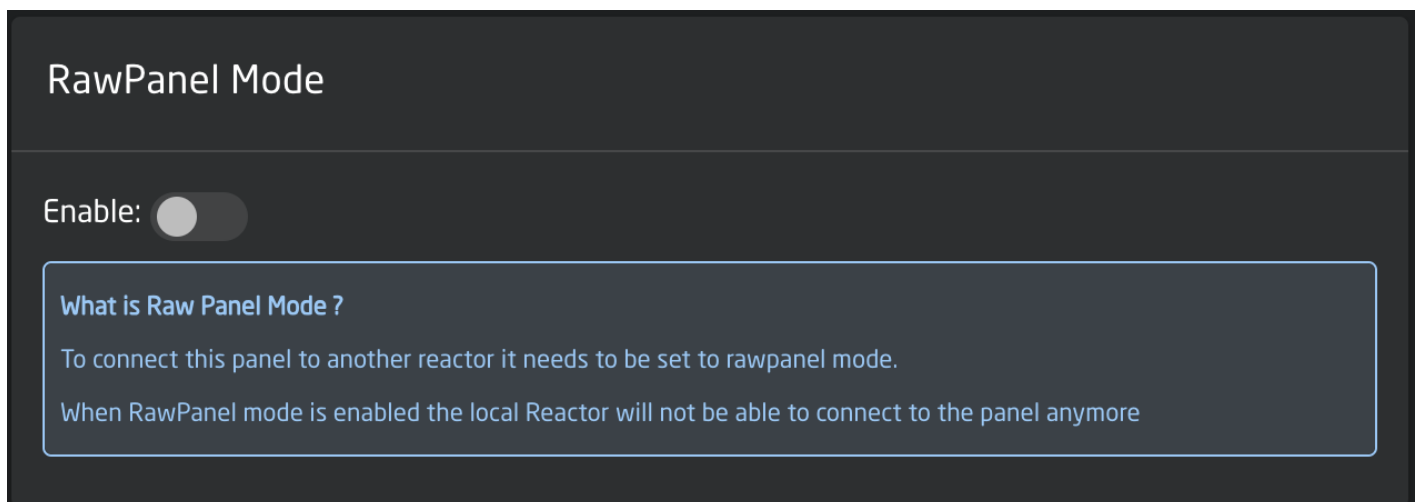 RawPanel Mode
Enable:
What is Raw Panel Mode ?
To connect this panel to another reactor it needs to be set to rawpanel mode.
When RawPanel mode is enabled the local Reactor will not be able to connect to the panel anymore